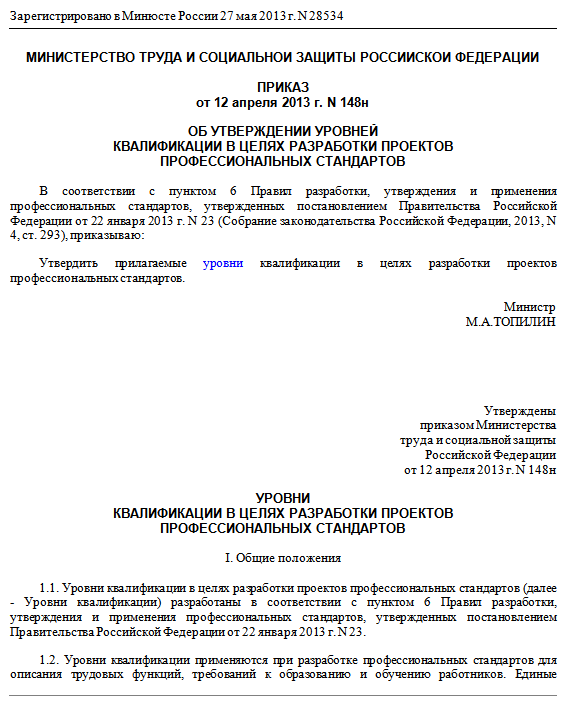 Зарегистрировано в Минюсте России 27 мая 2013 г. N 28534
МИНИСТЕРСТВО ТРУДА И СОЦИАЛЬНОЙ ЗАЩИТЫ РОССИЙСКОЙ ФЕДЕРАЦИИ
ПРИКАЗ
от 12 апреля 2013 г. N 148н
ОБ УТВЕРЖДЕНИИ УРОВНЕЙ
КВАЛИФИКАЦИИ В ЦЕЛЯХ РАЗРАБОТКИ ПРОЕКТОВ
ПРОФЕССИОНАЛЬНЫХ СТАНДАРТОВ
В соответствии с пунктом 6 Правил разработки, утверждения и применения
профессиональных стандартов, утвержденных постановлением Правительства Российской
Федерации от 22 января 2013 г. N 23 (Собрание законодательства Российской Федерации, 2013, N
4, ст. 293), приказываю:
Утвердить прилагаемые уровни квалификации в целях разработки проектов
профессиональных стандартов.
Министр
М.А.ТОПИЛИН
Утверждены
приказом Министерства
труда и социальной защиты
Российской Федерации
от 12 апреля 2013 г. N 148н
УРОВНИ
КВАЛИФИКАЦИИ В ЦЕЛЯХ РАЗРАБОТКИ ПРОЕКТОВ
ПРОФЕССИОНАЛЬНЫХ СТАНДАРТОВ
I. Общие положения
1.1. Уровни квалификации в целях разработки проектов профессиональных стандартов (далее
- Уровни квалификации) разработаны в соответствии с пунктом 6 Правил разработки,
утверждения и применения профессиональных стандартов, утвержденных постановлением
Правительства Российской Федерации от 22 января 2013 г. N 23.
1.2. Уровни квалификации применяются при разработке профессиональных стандартов для
описания трудовых функций, требований к образованию и обучению работников. Единые